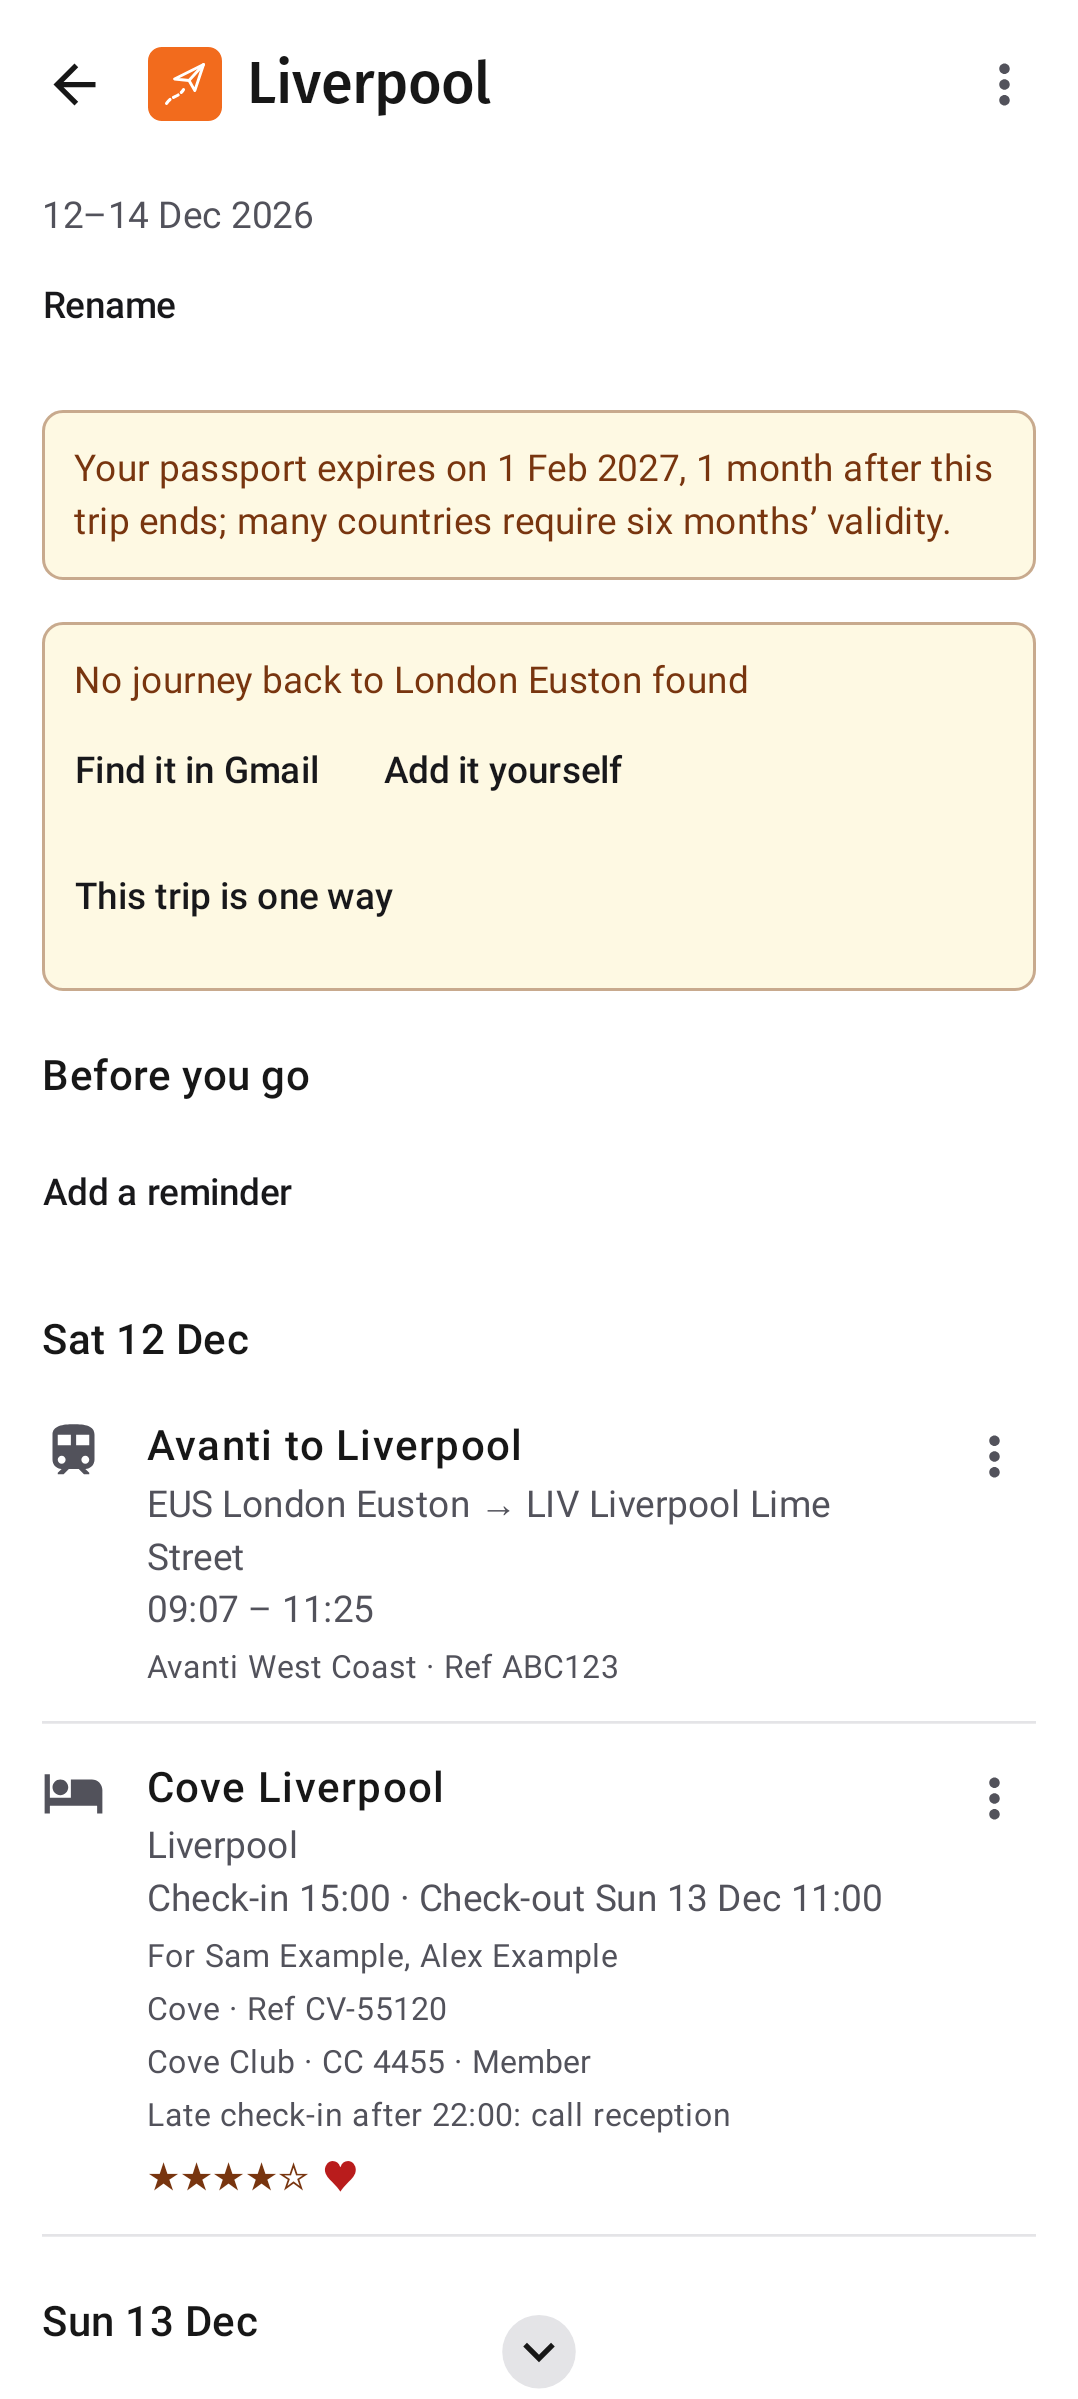 Liverpool
12–14 Dec 2026
Rename
Your passport expires on 1 Feb 2027, 1 month after this
trip ends; many countries require six months’ validity.
No journey back to London Euston found
Find it in Gmail Add it yourself
This trip is one way
Before you go
Add a reminder
Sat 12 Dec
Avanti to Liverpool
EUS London Euston → LIV Liverpool Lime
Street
09:07 – 11:25
Avanti West Coast · Ref ABC123
Cove Liverpool
Liverpool
Check-in 15:00 · Check-out Sun 13 Dec 11:00
For Sam Example, Alex Example
Cove · Ref CV-55120
Cove Club · CC 4455 · Member
Late check-in after 22:00: call reception
★★★★☆ ♥
Sun 13 Dec